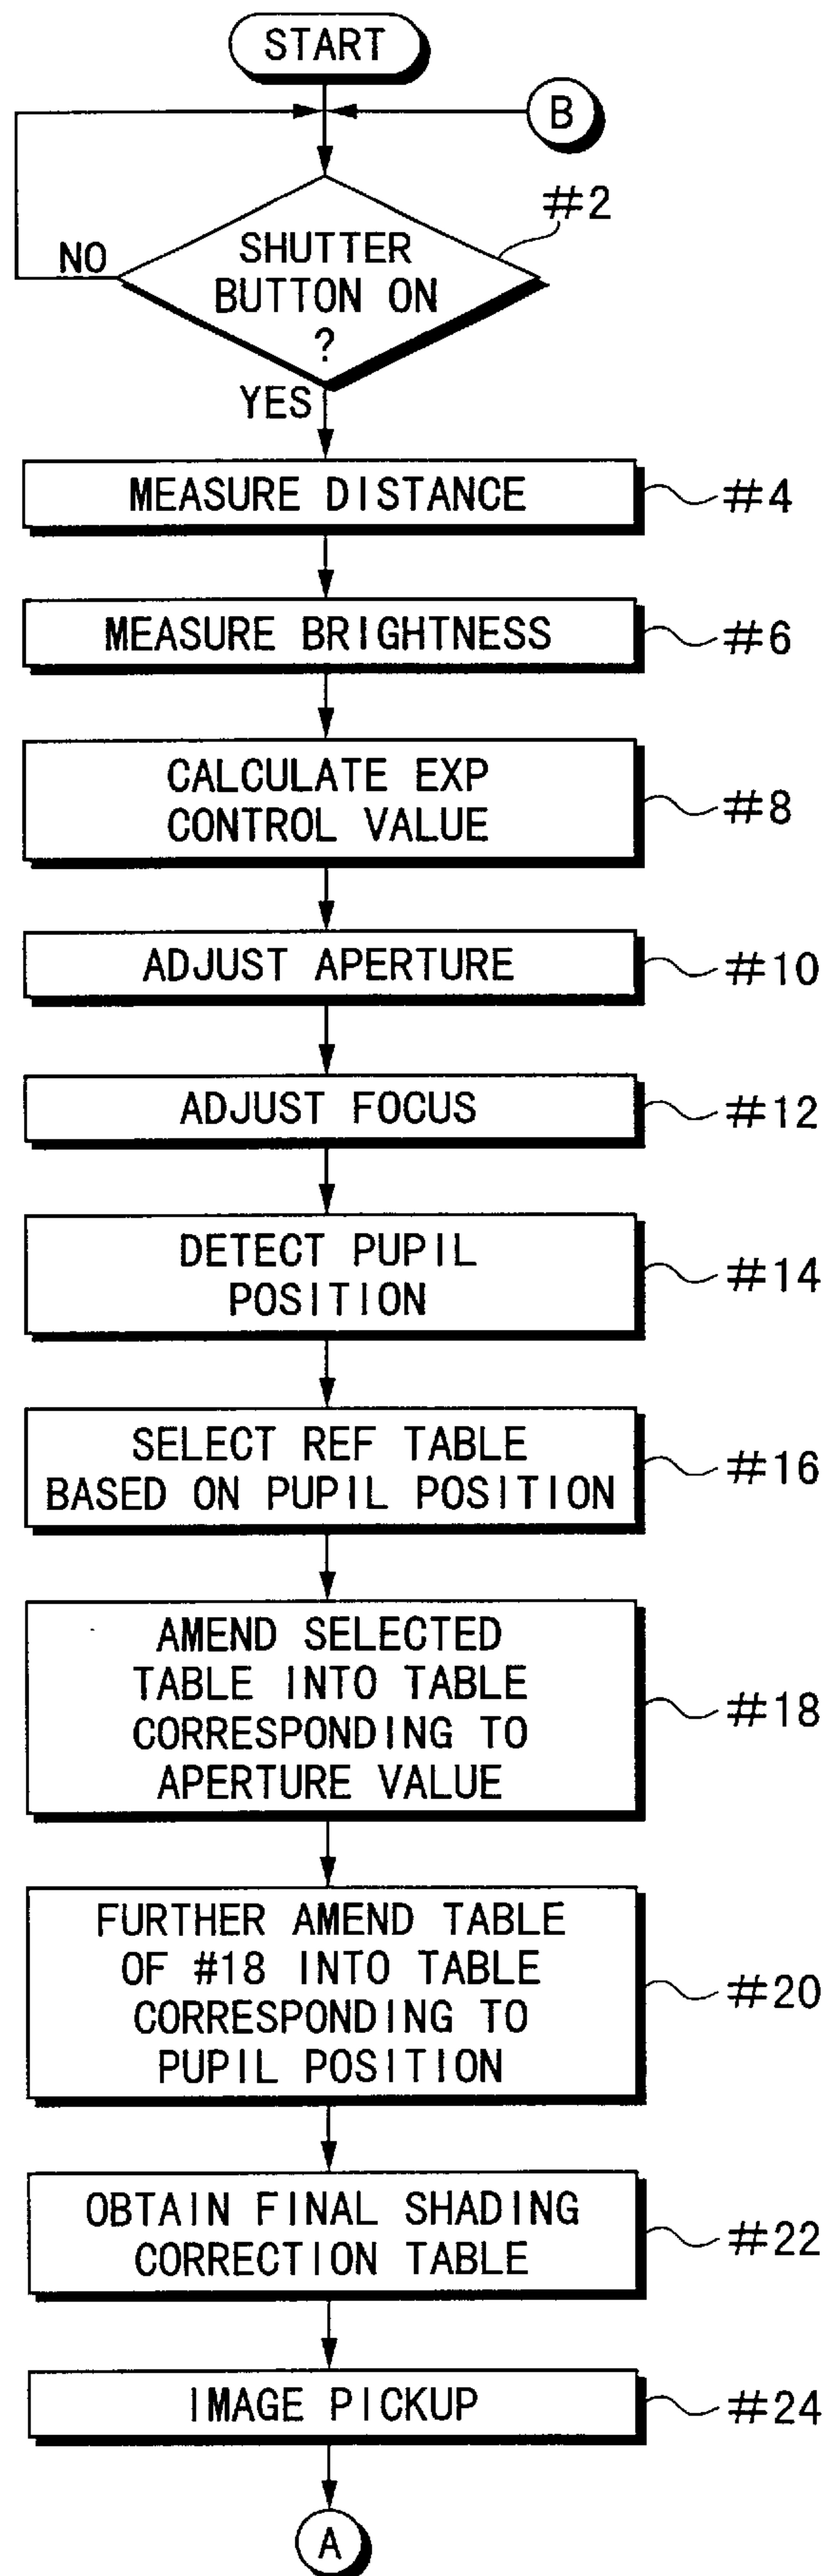 START
B
#2
NO
SHUTTER
BUTTON ON
?
YES
MEASURE DISTANCE
#4
MEASURE BRIGHTNESS
#6
CALCULATE EXP
CONTROL VALUE
#8
ADJUST APERTURE
#10
ADJUST FOCUS
#12
DETECT PUPIL
POSITION
#14
SELECT REF TABLE
BASED ON PUPIL POSITION
#16
AMEND SELECTED
TABLE INTO TABLE
CORRESPONDING TO
APERTURE VALUE
#18
FURTHER AMEND TABLE
OF #18 INTO TABLE
CORRESPONDING TO
PUPIL POSITION
#20
OBTAIN FINAL SHADING
CORRECTION TABLE
#22
IMAGE PICKUP
#24
A